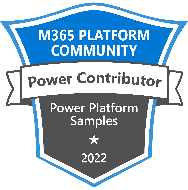 M365 PLATFORM
COMMUNITY
Power Contributor
Power Platform
Samples
2022